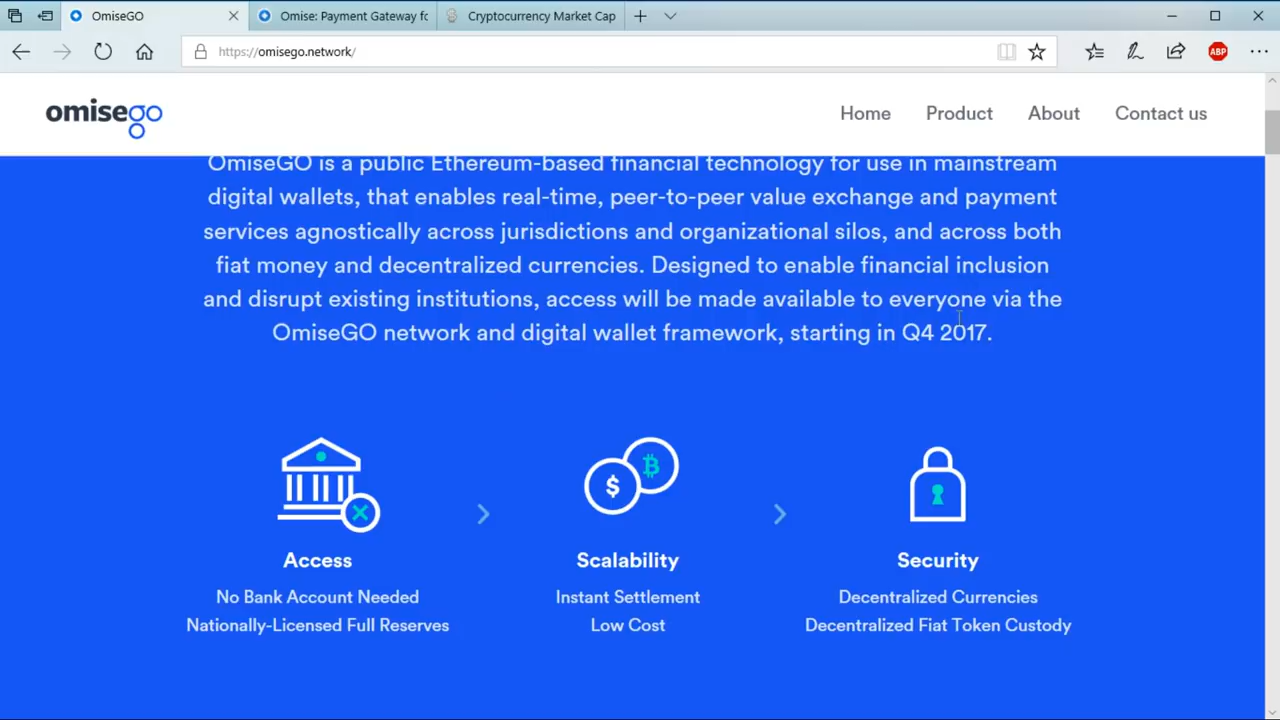 OmiseGO
Omise: Payment Gateway fo
Cryptocurrency Market Cap
https://omisego.network/
ABP
omisego
Home
Product
About
Contact us
OmiseGO is a public Ethereum-based financial technology for use in mainstream
digital wallets, that enables real-time, peer-to-peer value exchange and payment
services agnostically across jurisdictions and organizational silos, and across both
fiat money and decentralized currencies. Designed to enable financial inclusion
and disrupt existing institutions, access will be made available to everyone via the
OmiseGO network and digital wallet framework, starting in Q4 2017.
Access
No Bank Account Needed
Nationally-Licensed Full Reserves
Scalability
Instant Settlement
Low Cost
Security
Decentralized Currencies
Decentralized Fiat Token Custody